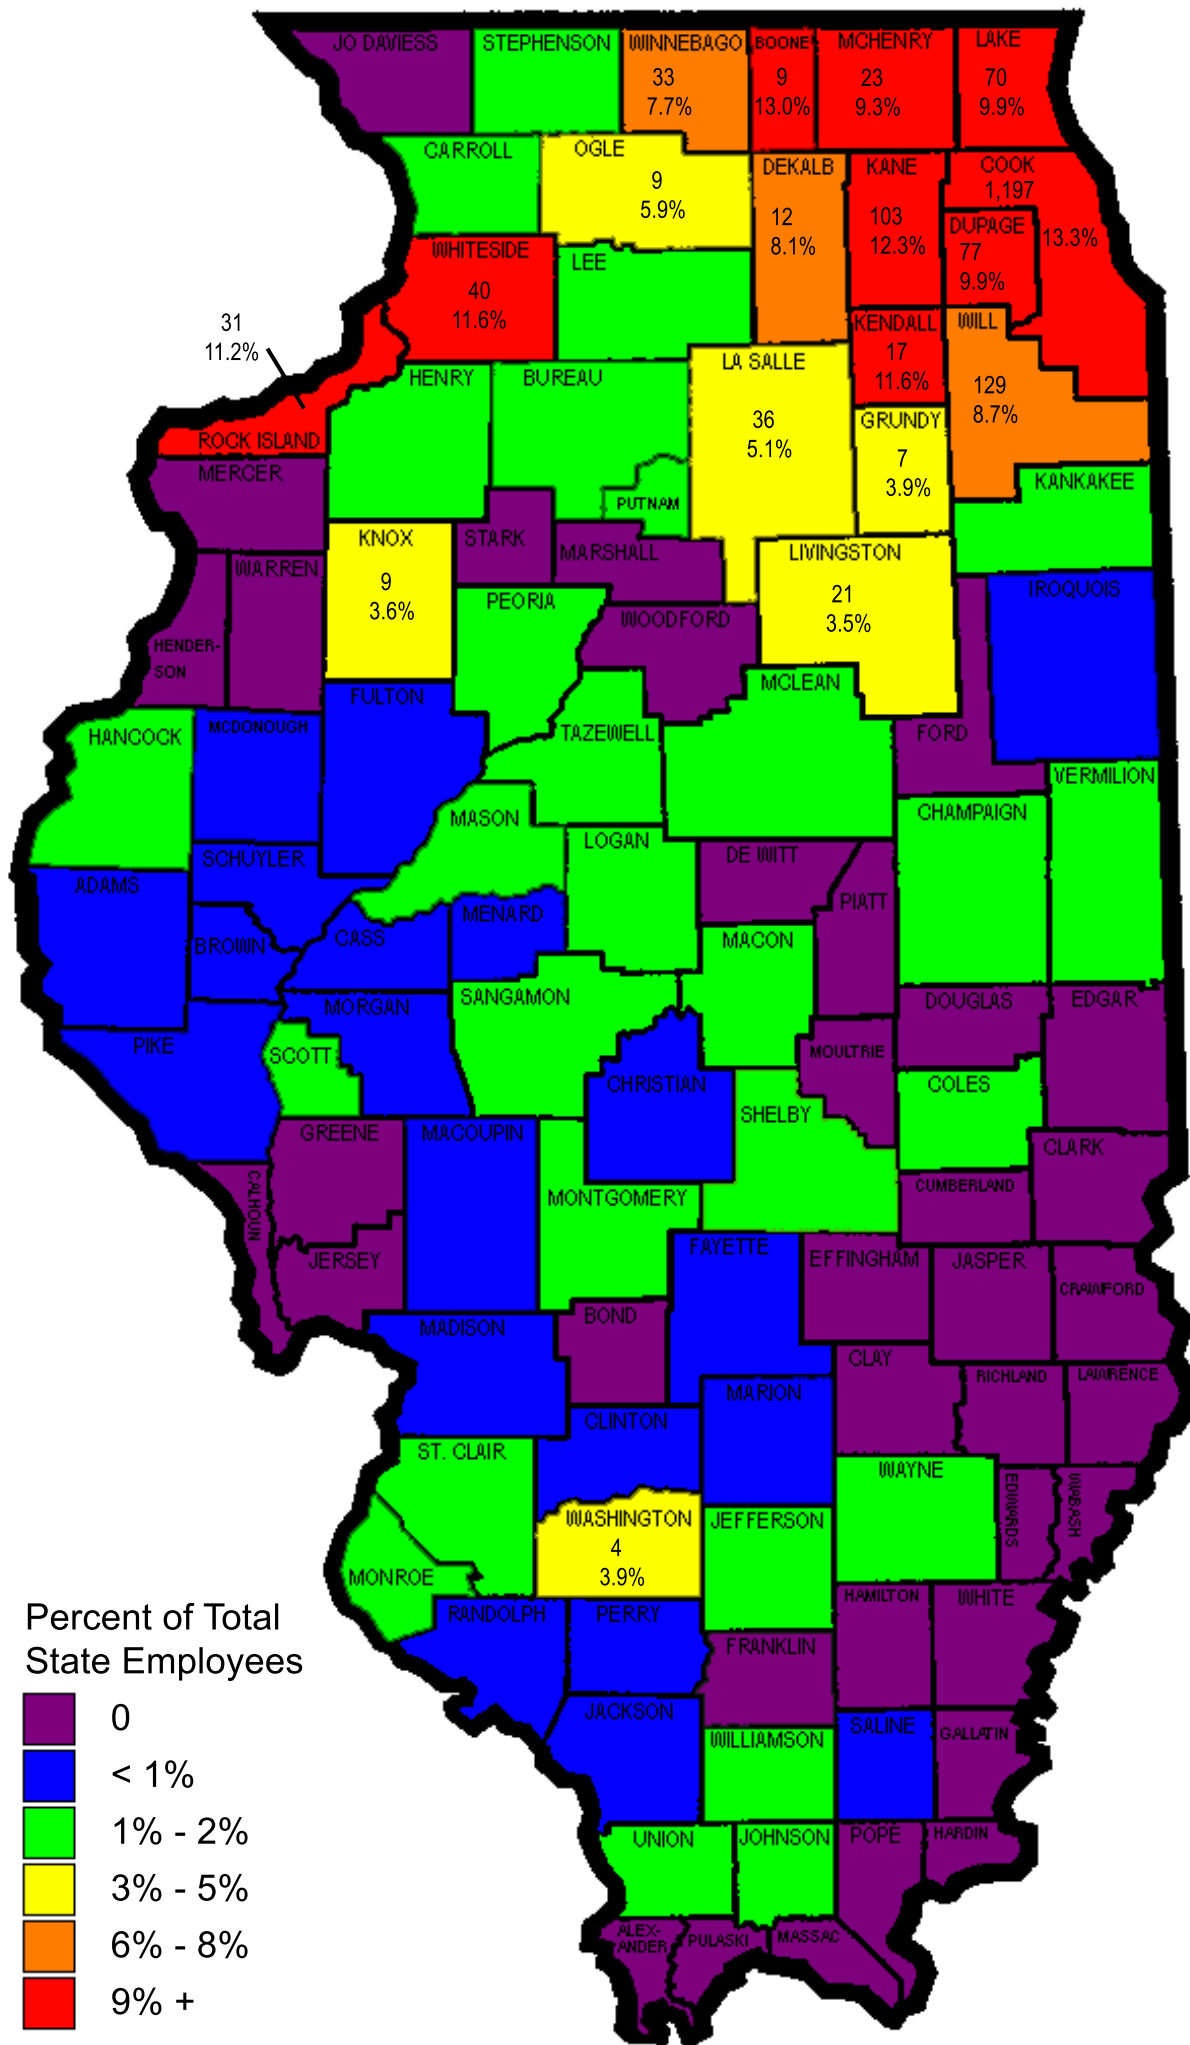 JO DAVIESS
STEPHENSON
WINNEBAGO
33
7.7%
BOONE
9
13.0%
MCHENRY
23
9.3%
LAKE
70
9.9%
CARROLL
OGLE
9
5.9%
DEKALB
12
8.1%
KANE
103
12.3%
COOK
1,197
13.3%
DUPAGE
77
9.9%
WHITESIDE
40
11.6%
LEE
31
11.2%
ROCK ISLAND
KENDALL
17
11.6%
WILL
129
8.7%
HENRY
BUREAU
LA SALLE
36
5.1%
GRUNDY
7
3.9%
MERCER
PUTNAM
KANKAKEE
KNOX
9
3.6%
STARK
MARSHALL
LIVINGSTON
21
3.5%
WARREN
HENDER-
SON
PEORIA
WOODFORD
IROQUOIS
FULTON
MCLEAN
HANCOCK
MCDONOUGH
TAZEWELL
FORD
VERMILION
MASON
LOGAN
CHAMPAIGN
SCHUYLER
DE WITT
ADAMS
PIATT
BROWN
CASS
MENARD
MACON
SANGAMON
MORGAN
DOUGLAS
EDGAR
PIKE
SCOTT
MOULTRIE
CHRISTIAN
COLES
SHELBY
GREENE
MACOUPIN
CLARK
CALHOUN
MONTGOMERY
CUMBERLAND
JERSEY
FAYETTE
EFFINGHAM
JASPER
CRAWFORD
BOND
MADISON
CLAY
RICHLAND
LAWRENCE
MARION
CLINTON
ST. CLAIR
WAYNE
EDWARDS
WABASH
WASHINGTON
4
3.9%
JEFFERSON
MONROE
HAMILTON
WHITE
RANDOLPH
PERRY
FRANKLIN
JACKSON
WILLIAMSON
SALINE
GALLATIN
UNION
JOHNSON
POPE
HARDIN
ALEX-
ANDER
PULASKI
MASSAC
Percent of Total
State Employees
0
< 1%
1% - 2%
3% - 5%
6% - 8%
9% +